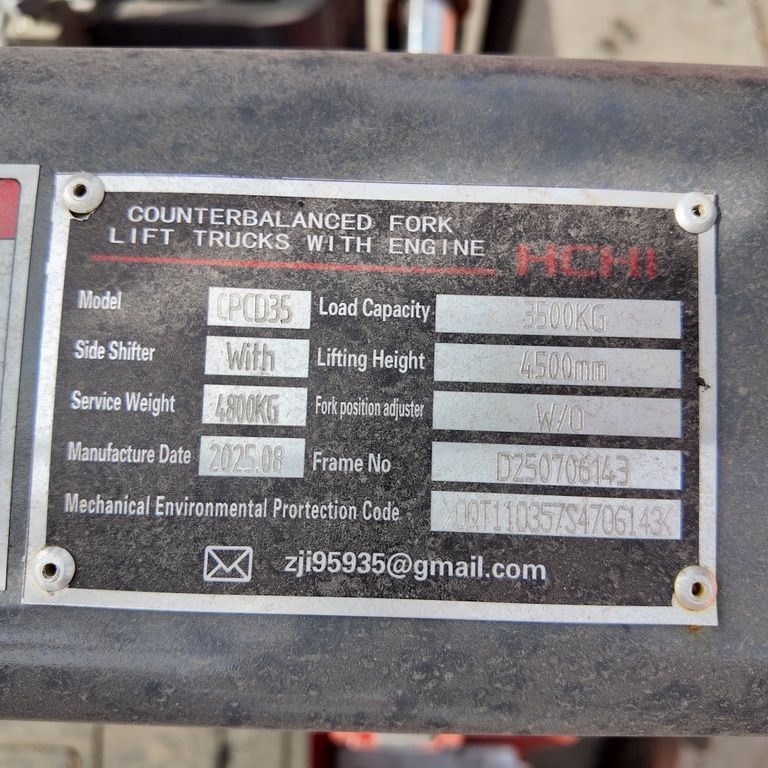 COUNTERBALANCED FORK
LIFT TRUCKS WITH ENGINE
HCHI
Model CPCD35 Load Capacity 3500KG
Side Shifter With Lifting Height 4500mm
Service Weight 4800KG Fork position adjuster W/O
Manufacture Date 2025.08 Frame No D250706143
Mechanical Environmental Prortection Code
zji95935@gmail.com